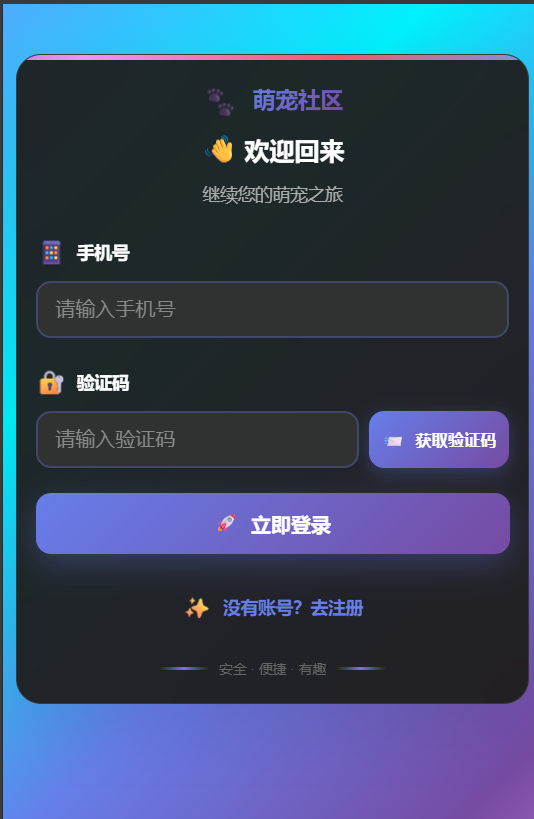 萌宠社区
欢迎回来
继续您的萌宠之旅
手机号
请输入手机号
验证码
请输入验证码
获取验证码
立即登录
没有账号？去注册
安全 · 便捷 · 有趣